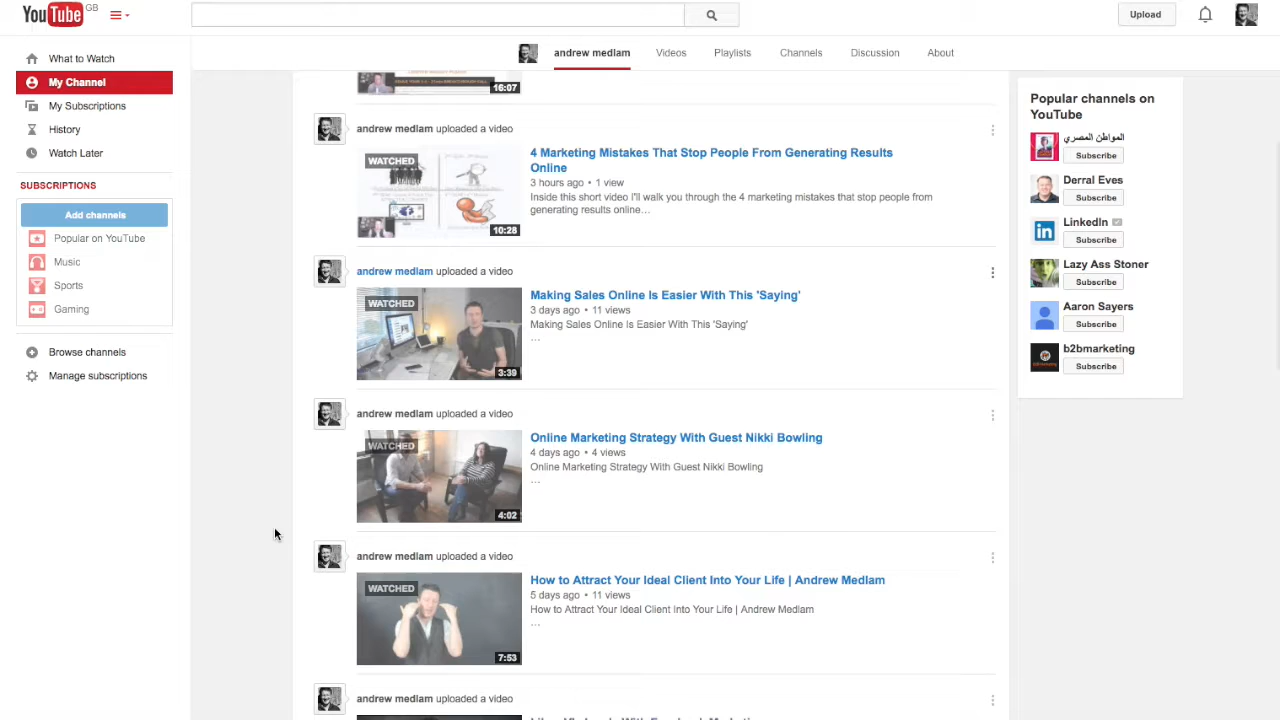 YouTube GB
Upload
andrew medlam
Videos
Playlists
Channels
Discussion
About
What to Watch
My Channel
My Subscriptions
History
Watch Later
SUBSCRIPTIONS
Add channels
Popular on YouTube
Music
Sports
Gaming
Browse channels
Manage subscriptions
16:07
andrew medlam uploaded a video
WATCHED
10:28
4 Marketing Mistakes That Stop People From Generating Results
Online
3 hours ago • 1 view
Inside this short video I'll walk you through the 4 marketing mistakes that stop people from
generating results online...
andrew medlam uploaded a video
WATCHED
3:39
Making Sales Online Is Easier With This 'Saying'
3 days ago • 11 views
Making Sales Online Is Easier With This 'Saying'
...
andrew medlam uploaded a video
WATCHED
4:02
Online Marketing Strategy With Guest Nikki Bowling
4 days ago • 4 views
Online Marketing Strategy With Guest Nikki Bowling
...
andrew medlam uploaded a video
WATCHED
7:53
How to Attract Your Ideal Client Into Your Life | Andrew Medlam
5 days ago • 11 views
How to Attract Your Ideal Client into Your Life | Andrew Medlam
...
andrew medlam uploaded a video
Popular channels on
YouTube
المواطن المصري
Subscribe
Derral Eves
Subscribe
LinkedIn
Subscribe
Lazy Ass Stoner
Subscribe
Aaron Sayers
Subscribe
b2bmarketing
Subscribe